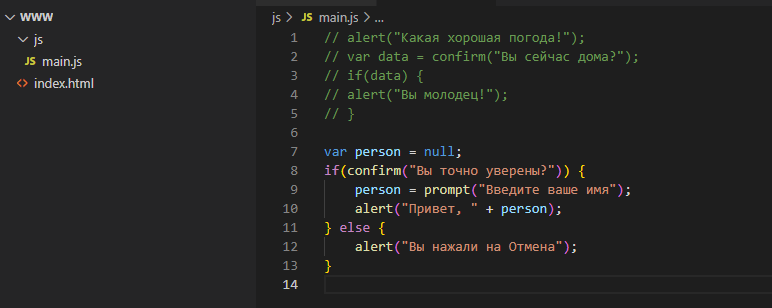 WWW
js
JS main.js
<> index.html
js > JS main.js > ...
1 // alert("Какая хорошая погода!");
2 // var data = confirm("Вы сейчас дома?");
3 // if(data) {
4 // alert("Вы молодец!");
5 // }
6
7 var person = null;
8 if(confirm("Вы точно уверены?")) {
9     person = prompt("Введите ваше имя");
10     alert("Привет, " + person);
11 } else {
12     alert("Вы нажали на Отмена");
13 }
14